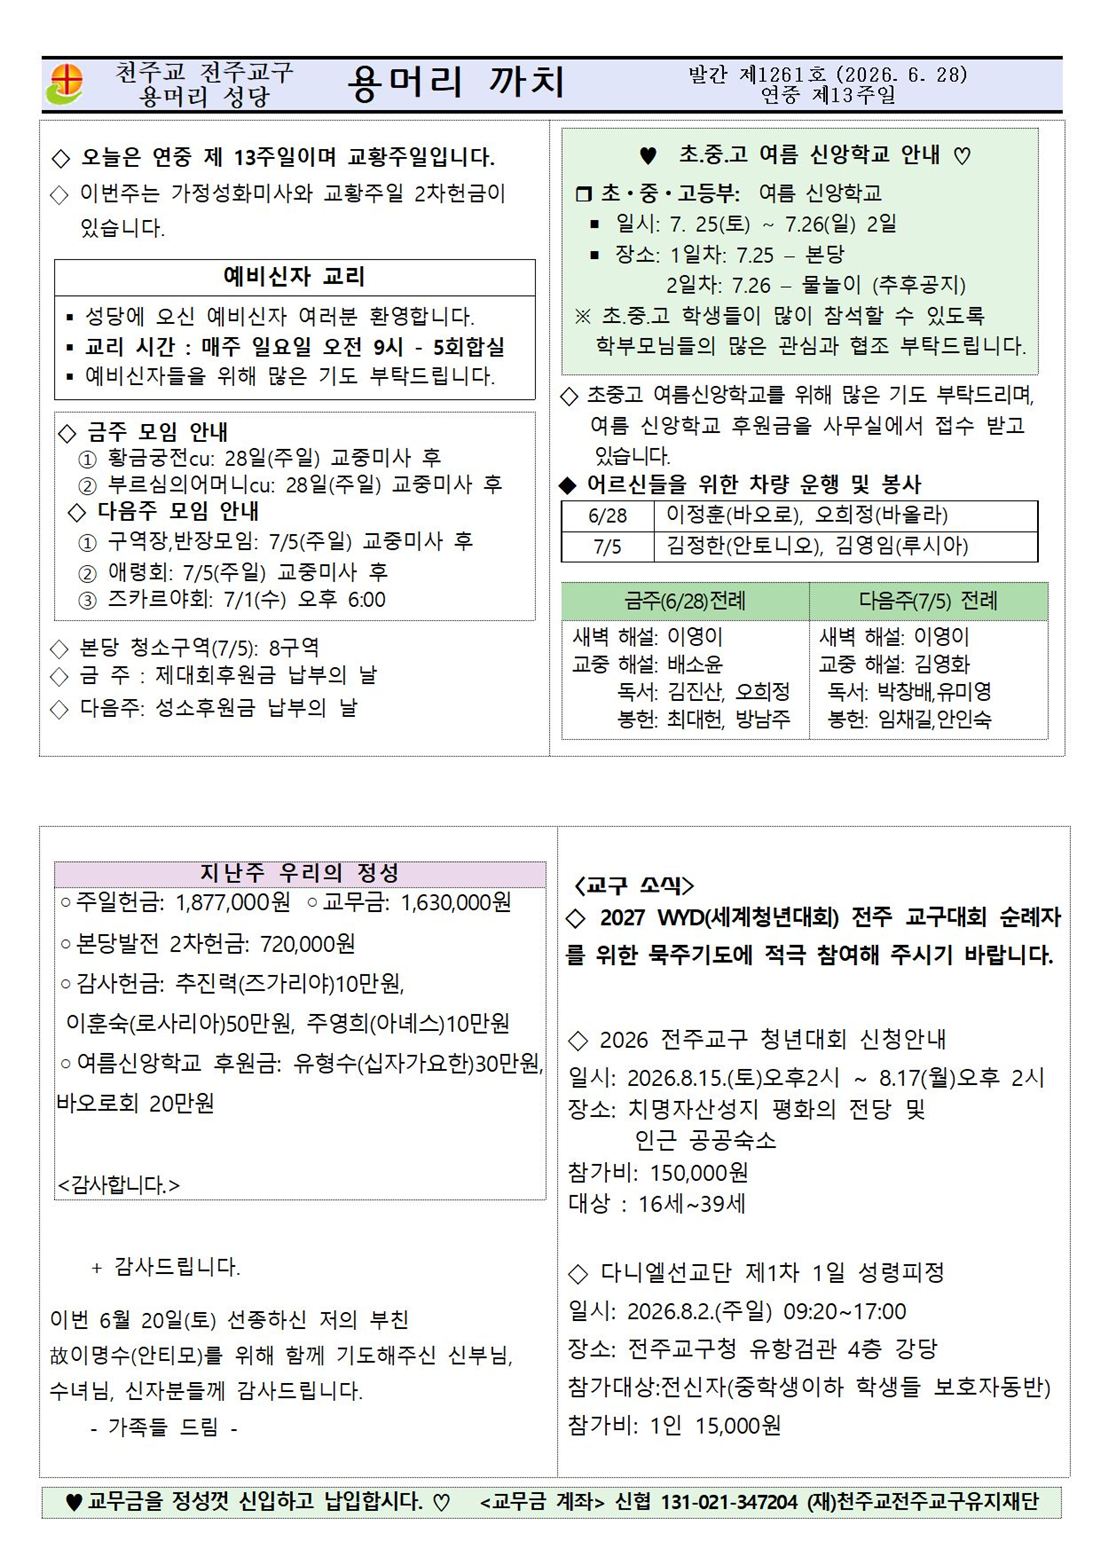 천주교 전주교구
용머리 성당
용머리 까치
발간 제1261호 (2026. 6. 28)
연중 제13주일
◇ 오늘은 연중 제 13주일이며 교황주일입니다.
◇ 이번주는 가정성화미사와 교황주일 2차헌금이
있습니다.
예비신자 교리
▪ 성당에 오신 예비신자 여러분 환영합니다.
▪ 교리 시간 : 매주 일요일 오전 9시 - 5회합실
▪ 예비신자들을 위해 많은 기도 부탁드립니다.
◇ 금주 모임 안내
① 황금궁전cu: 28일(주일) 교중미사 후
② 부르심의어머니cu: 28일(주일) 교중미사 후
◇ 다음주 모임 안내
① 구역장,반장모임: 7/5(주일) 교중미사 후
② 애령회: 7/5(주일) 교중미사 후
③ 즈카르야회: 7/1(수) 오후 6:00
◇ 본당 청소구역(7/5): 8구역
◇ 금 주 : 제대회후원금 납부의 날
◇ 다음주: 성소후원금 납부의 날
♥ 초.중.고 여름 신앙학교 안내 ♡
❒ 초・중・고등부: 여름 신앙학교
▪ 일시: 7. 25(토) ~ 7.26(일) 2일
▪ 장소: 1일차: 7.25 – 본당
2일차: 7.26 – 물놀이 (추후공지)
※ 초.중.고 학생들이 많이 참석할 수 있도록
학부모님들의 많은 관심과 협조 부탁드립니다.
◇ 초중고 여름신앙학교를 위해 많은 기도 부탁드리며,
여름 신앙학교 후원금을 사무실에서 접수 받고
있습니다.
◆ 어르신들을 위한 차량 운행 및 봉사
6/28 이정훈(바오로), 오희정(바올라)
7/5 김정한(안토니오), 김영임(루시아)
금주(6/28)전례 다음주(7/5) 전례
새벽 해설: 이영이 새벽 해설: 이영이
교중 해설: 배소윤 교중 해설: 김영화
독서: 김진산, 오희정 독서: 박창배,유미영
봉헌: 최대헌, 방남주 봉헌: 임채길,안인숙
지난주 우리의 정성
○ 주일헌금: 1,877,000원 ○ 교무금: 1,630,000원
○ 본당발전 2차헌금: 720,000원
○ 감사헌금: 추진력(즈가리야)10만원,
이훈숙(로사리아)50만원, 주영희(아녜스)10만원
○ 여름신앙학교 후원금: 유형수(십자가요한)30만원,
바오로회 20만원
<감사합니다.>
+ 감사드립니다.
이번 6월 20일(토) 선종하신 저의 부친
故이명수(안티모)를 위해 함께 기도해주신 신부님,
수녀님, 신자분들께 감사드립니다.
- 가족들 드림 -
<교구 소식>
◇ 2027 WYD(세계청년대회) 전주 교구대회 순례자
를 위한 묵주기도에 적극 참여해 주시기 바랍니다.
◇ 2026 전주교구 청년대회 신청안내
일시: 2026.8.15.(토)오후2시 ~ 8.17(월)오후 2시
장소: 치명자산성지 평화의 전당 및
인근 공공숙소
참가비: 150,000원
대상 : 16세~39세
◇ 다니엘선교단 제1차 1일 성령피정
일시: 2026.8.2.(주일) 09:20~17:00
장소: 전주교구청 유항검관 4층 강당
참가대상:전신자(중학생이하 학생들 보호자동반)
참가비: 1인 15,000원
♥ 교무금을 정성껏 신입하고 납입합시다. ♡ <교무금 계좌> 신협 131-021-347204 (재)천주교전주교구유지재단